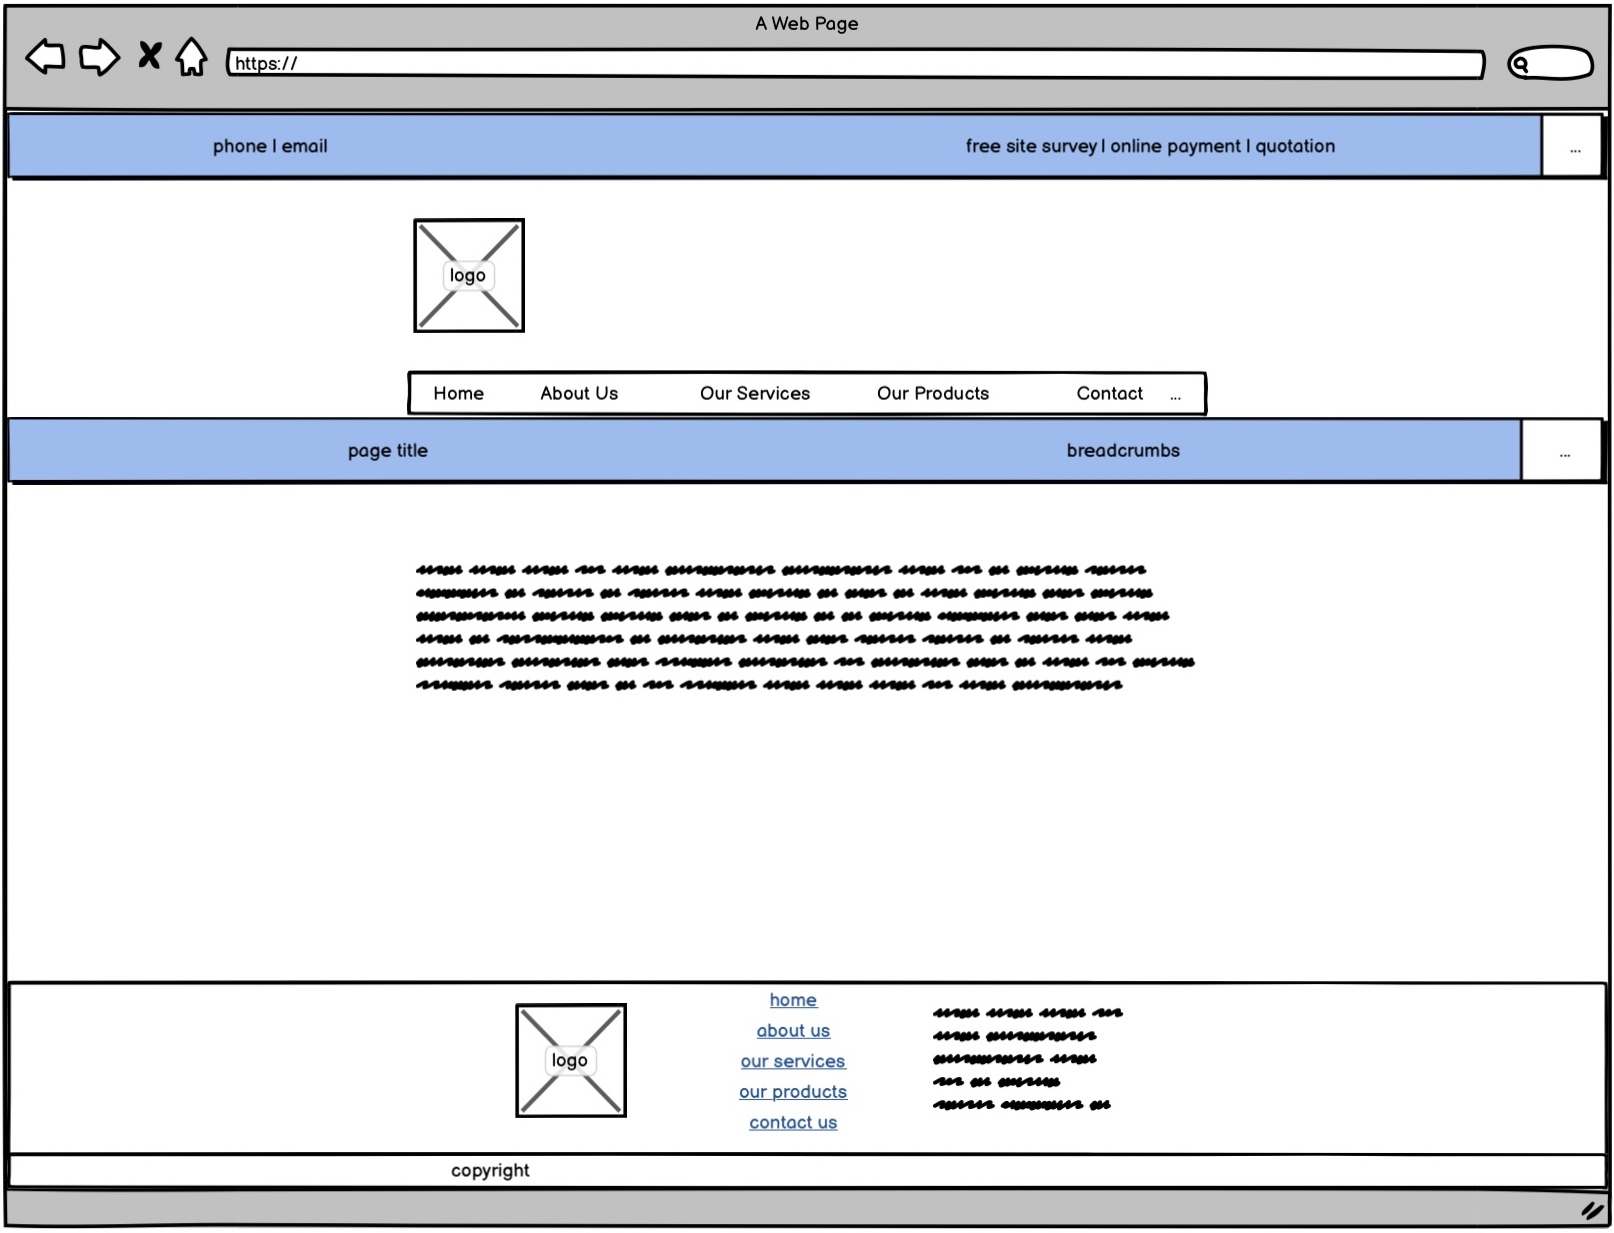 A Web Page
https://
phone | email
free site survey | online payment | quotation
...
logo
Home About Us Our Services Our Products Contact ...
page title
breadcrumbs
...
logo
home
about us
our services
our products
contact us
copyright